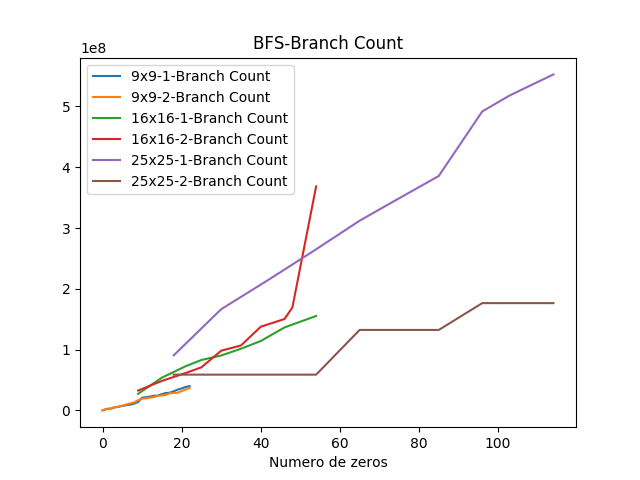 BFS-Branch Count
1e8
9x9-1-Branch Count
9x9-2-Branch Count
16x16-1-Branch Count
16x16-2-Branch Count
25x25-1-Branch Count
25x25-2-Branch Count
5
4
3
2
1
0
0 20 40 60 80 100
Numero de zeros